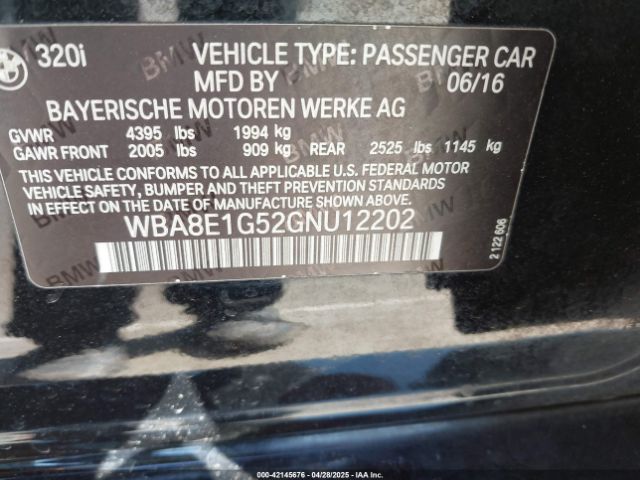 320i VEHICLE TYPE: PASSENGER CAR
MFD BY 06/16
BAYERISCHE MOTOREN WERKE AG
GVWR 4395 lbs 1994 kg
GAWR FRONT 2005 lbs 909 kg REAR 2525 lbs 1145 kg
THIS VEHICLE CONFORMS TO ALL APPLICABLE U.S. FEDERAL MOTOR
VEHICLE SAFETY, BUMPER AND THEFT PREVENTION STANDARDS
IN EFFECT ON THE DATE OF MANUFACTURE SHOWN ABOVE.
WBA8E1G52GNU12202
2 122 606
000-42145676 - 04/28/2025 - IAA Inc.